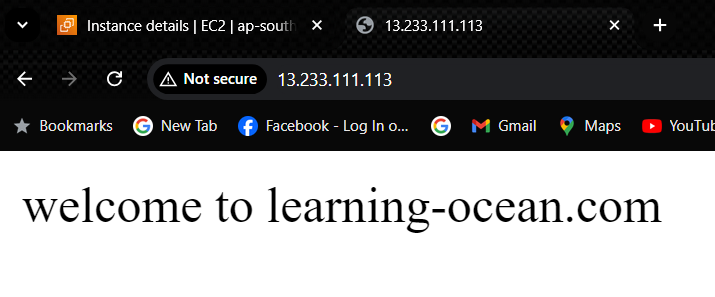 Instance details | EC2 | ap-south
13.233.111.113
Not secure 13.233.111.113
Bookmarks New Tab Facebook - Log In o... Gmail Maps YouTub
welcome to learning-ocean.com